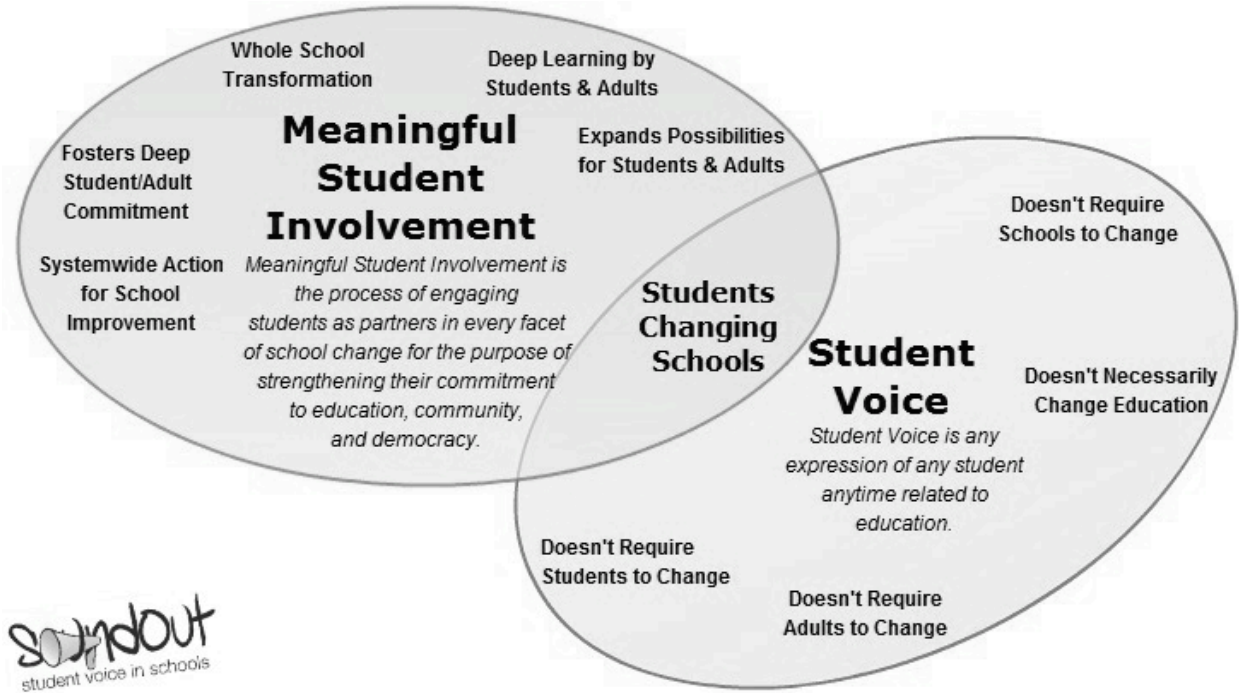 Whole School
Transformation
Deep Learning by
Students & Adults
Meaningful
Student
Involvement
Expands Possibilities
for Students & Adults
Fosters Deep
Student/Adult
Commitment
Systemwide Action
for School
Improvement
Meaningful Student Involvement is
the process of engaging
students as partners in every facet
of school change for the purpose of
strengthening their commitment
to education, community,
and democracy.
Students
Changing
Schools
Doesn't Require
Schools to Change
Student
Voice
Student Voice is any
expression of any student
anytime related to
education.
Doesn't Necessarily
Change Education
Doesn't Require
Students to Change
Doesn't Require
Adults to Change
soundout
student voice in schools